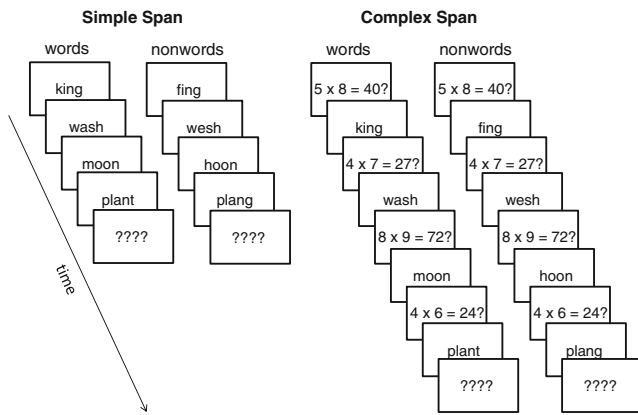 Simple Span
Complex Span
words
nonwords
words
nonwords
king
wash
moon
plant
????
fing
wesh
hoon
plang
????
5 x 8 = 40?
king
4 x 7 = 27?
wash
8 x 9 = 72?
moon
4 x 6 = 24?
plant
????
5 x 8 = 40?
fing
4 x 7 = 27?
wesh
8 x 9 = 72?
hoon
4 x 6 = 24?
plang
????
time